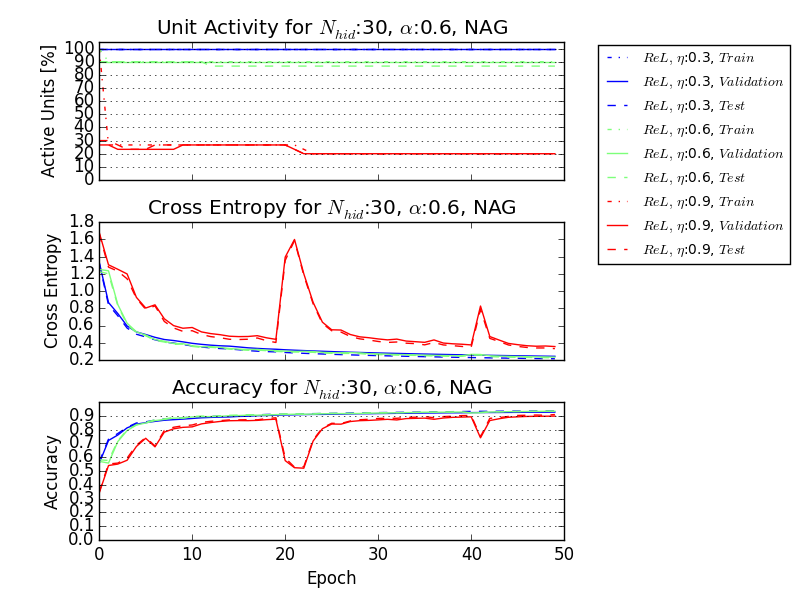 Unit Activity for N_hid:30, α:0.6, NAG
Active Units [%]
100
90
80
70
60
50
40
30
20
10
0
ReL, η:0.3, Train
ReL, η:0.3, Validation
ReL, η:0.3, Test
ReL, η:0.6, Train
ReL, η:0.6, Validation
ReL, η:0.6, Test
ReL, η:0.9, Train
ReL, η:0.9, Validation
ReL, η:0.9, Test
Cross Entropy for N_hid:30, α:0.6, NAG
Cross Entropy
1.8
1.6
1.4
1.2
1.0
0.8
0.6
0.4
0.2
Accuracy for N_hid:30, α:0.6, NAG
Accuracy
0.9
0.8
0.7
0.6
0.5
0.4
0.3
0.2
0.1
0.0
0 10 20 30 40 50
Epoch